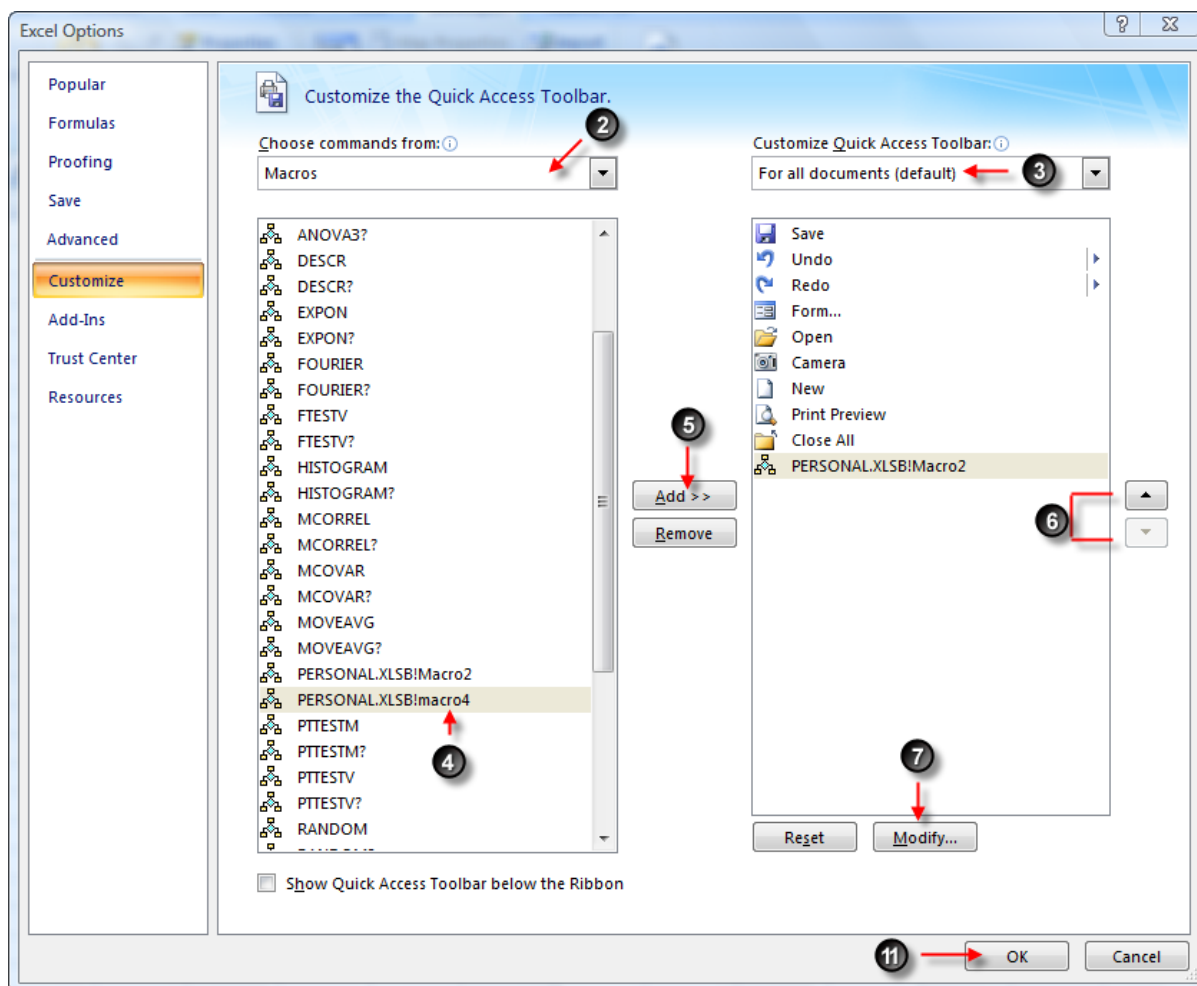 Excel Options
Popular
Formulas
Proofing
Save
Advanced
Customize
Add-Ins
Trust Center
Resources
Customize the Quick Access Toolbar.
2
Choose commands from:
Macros
ANOVA3?
DESCR
DESCR?
EXPON
EXPON?
FOURIER
FOURIER?
FTESTV
FTESTV?
HISTOGRAM
HISTOGRAM?
MCORREL
MCORREL?
MCOVAR
MCOVAR?
MOVEAVG
MOVEAVG?
PERSONAL.XLSB!Macro2
PERSONAL.XLSB!macro4
PTTESTM
PTTESTM?
PTTESTV
PTTESTV?
RANDOM
4
Show Quick Access Toolbar below the Ribbon
5
Add >>
Remove
Customize Quick Access Toolbar:
For all documents (default)
3
Save
Undo
Redo
Form...
Open
Camera
New
Print Preview
Close All
PERSONAL.XLSB!Macro2
6
7
Reset
Modify...
11
OK
Cancel